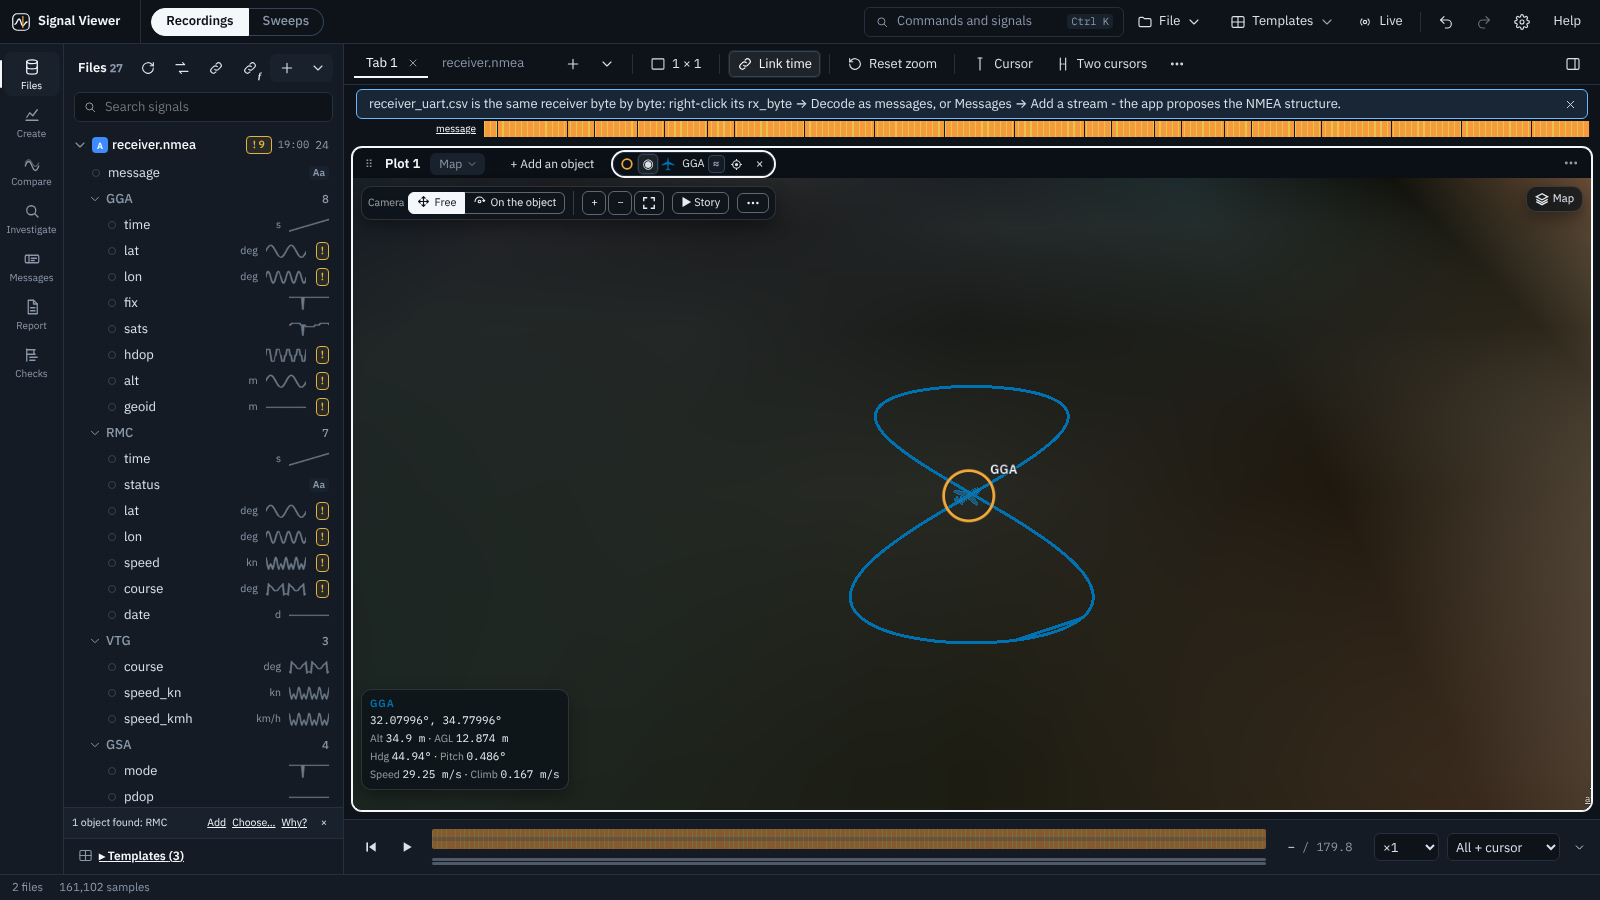 Signal Viewer
Recordings
Sweeps
Commands and signals
Ctrl K
File
Templates
Live
Help
Files
Create
Compare
Investigate
Messages
Report
Checks
Files 27
Search signals
A receiver.nmea !9 19:00 24
message Aa
GGA 8
time s
lat deg !
lon deg !
fix
sats
hdop !
alt m !
geoid m !
RMC 7
time s
status Aa
lat deg !
lon deg !
speed kn !
course deg !
date d
VTG 3
course deg
speed_kn kn
speed_kmh km/h
GSA 4
mode
pdop
1 object found: RMC Add Choose... Why? ×
▸ Templates (3)
Tab 1 ×
receiver.nmea
1 × 1
Link time
Reset zoom
Cursor
Two cursors
receiver_uart.csv is the same receiver byte by byte: right-click its rx_byte → Decode as messages, or Messages → Add a stream - the app proposes the NMEA structure.
message
Plot 1
Map
+ Add an object
GGA
Camera
Free
On the object
+
−
Story
Map
GGA
GGA
32.07996°, 34.77996°
Alt 34.9 m · AGL 12.874 m
Hdg 44.94° · Pitch 0.486°
Speed 29.25 m/s · Climb 0.167 m/s
– / 179.8
×1
All + cursor
2 files
161,102 samples